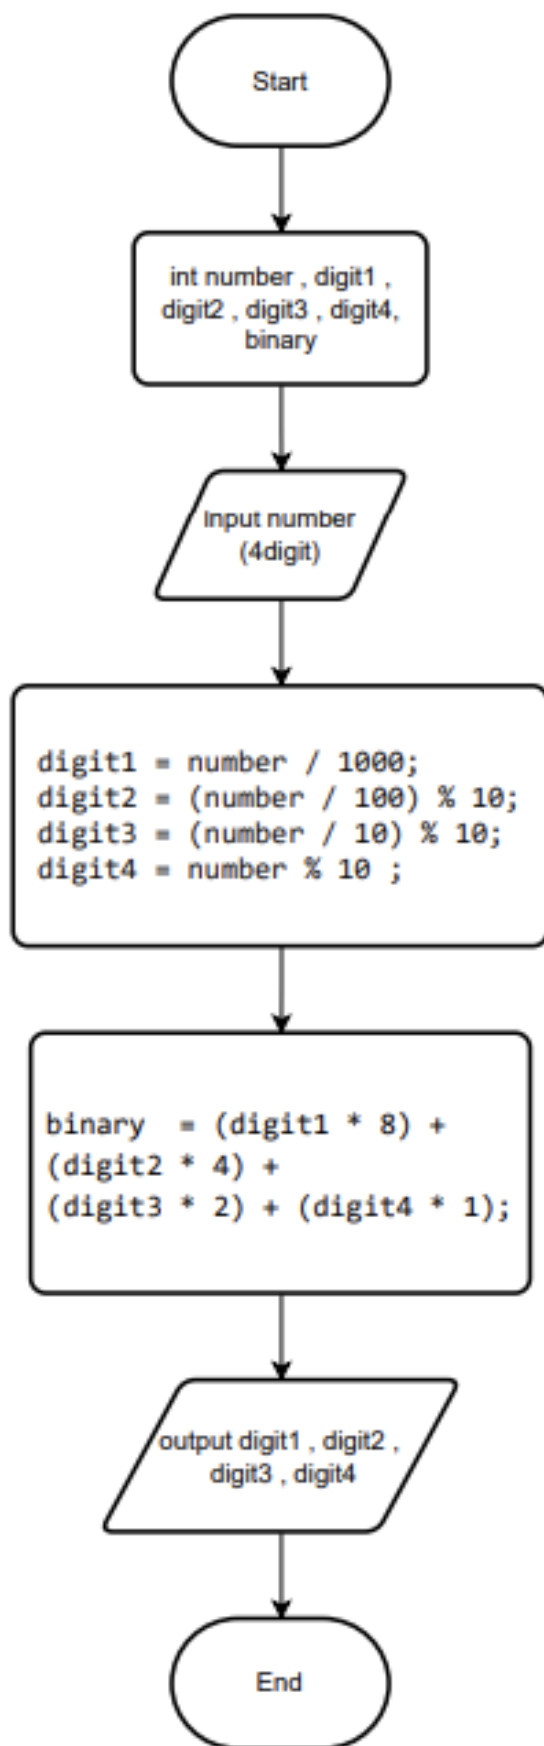 Start
int number , digit1 ,
digit2 , digit3 , digit4,
binary
Input number
(4digit)
digit1 = number / 1000;
digit2 = (number / 100) % 10;
digit3 = (number / 10) % 10;
digit4 = number % 10 ;
binary  = (digit1 * 8) +
(digit2 * 4) +
(digit3 * 2) + (digit4 * 1);
output digit1 , digit2 ,
digit3 , digit4
End